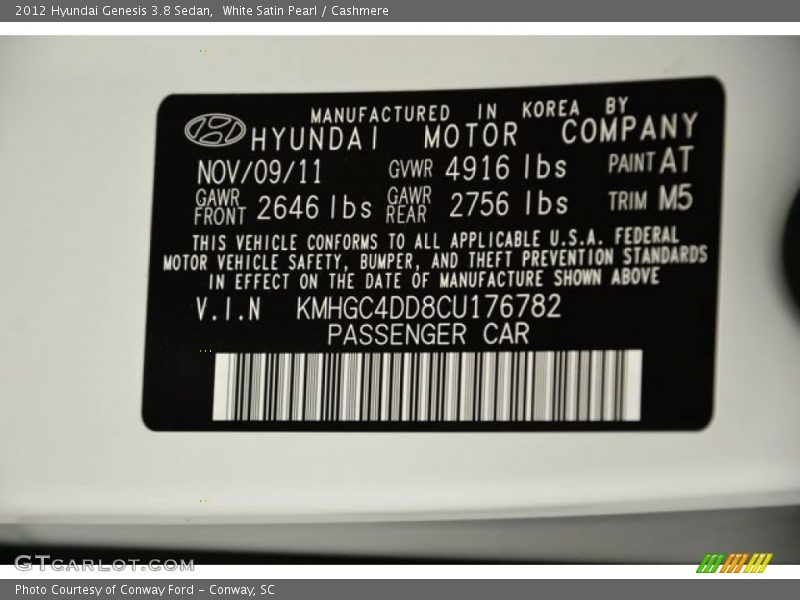 2012 Hyundai Genesis 3.8 Sedan,  White Satin Pearl / Cashmere
MANUFACTURED IN KOREA BY
HYUNDAI MOTOR COMPANY
NOV/09/11 GVWR 4916 lbs PAINT AT
GAWR FRONT 2646 lbs GAWR REAR 2756 lbs TRIM M5
THIS VEHICLE CONFORMS TO ALL APPLICABLE U.S.A. FEDERAL
MOTOR VEHICLE SAFETY, BUMPER, AND THEFT PREVENTION STANDARDS
IN EFFECT ON THE DATE OF MANUFACTURE SHOWN ABOVE
V.I.N KMHGC4DD8CU176782
PASSENGER CAR
GTcarlot.com
Photo Courtesy of Conway Ford – Conway, SC